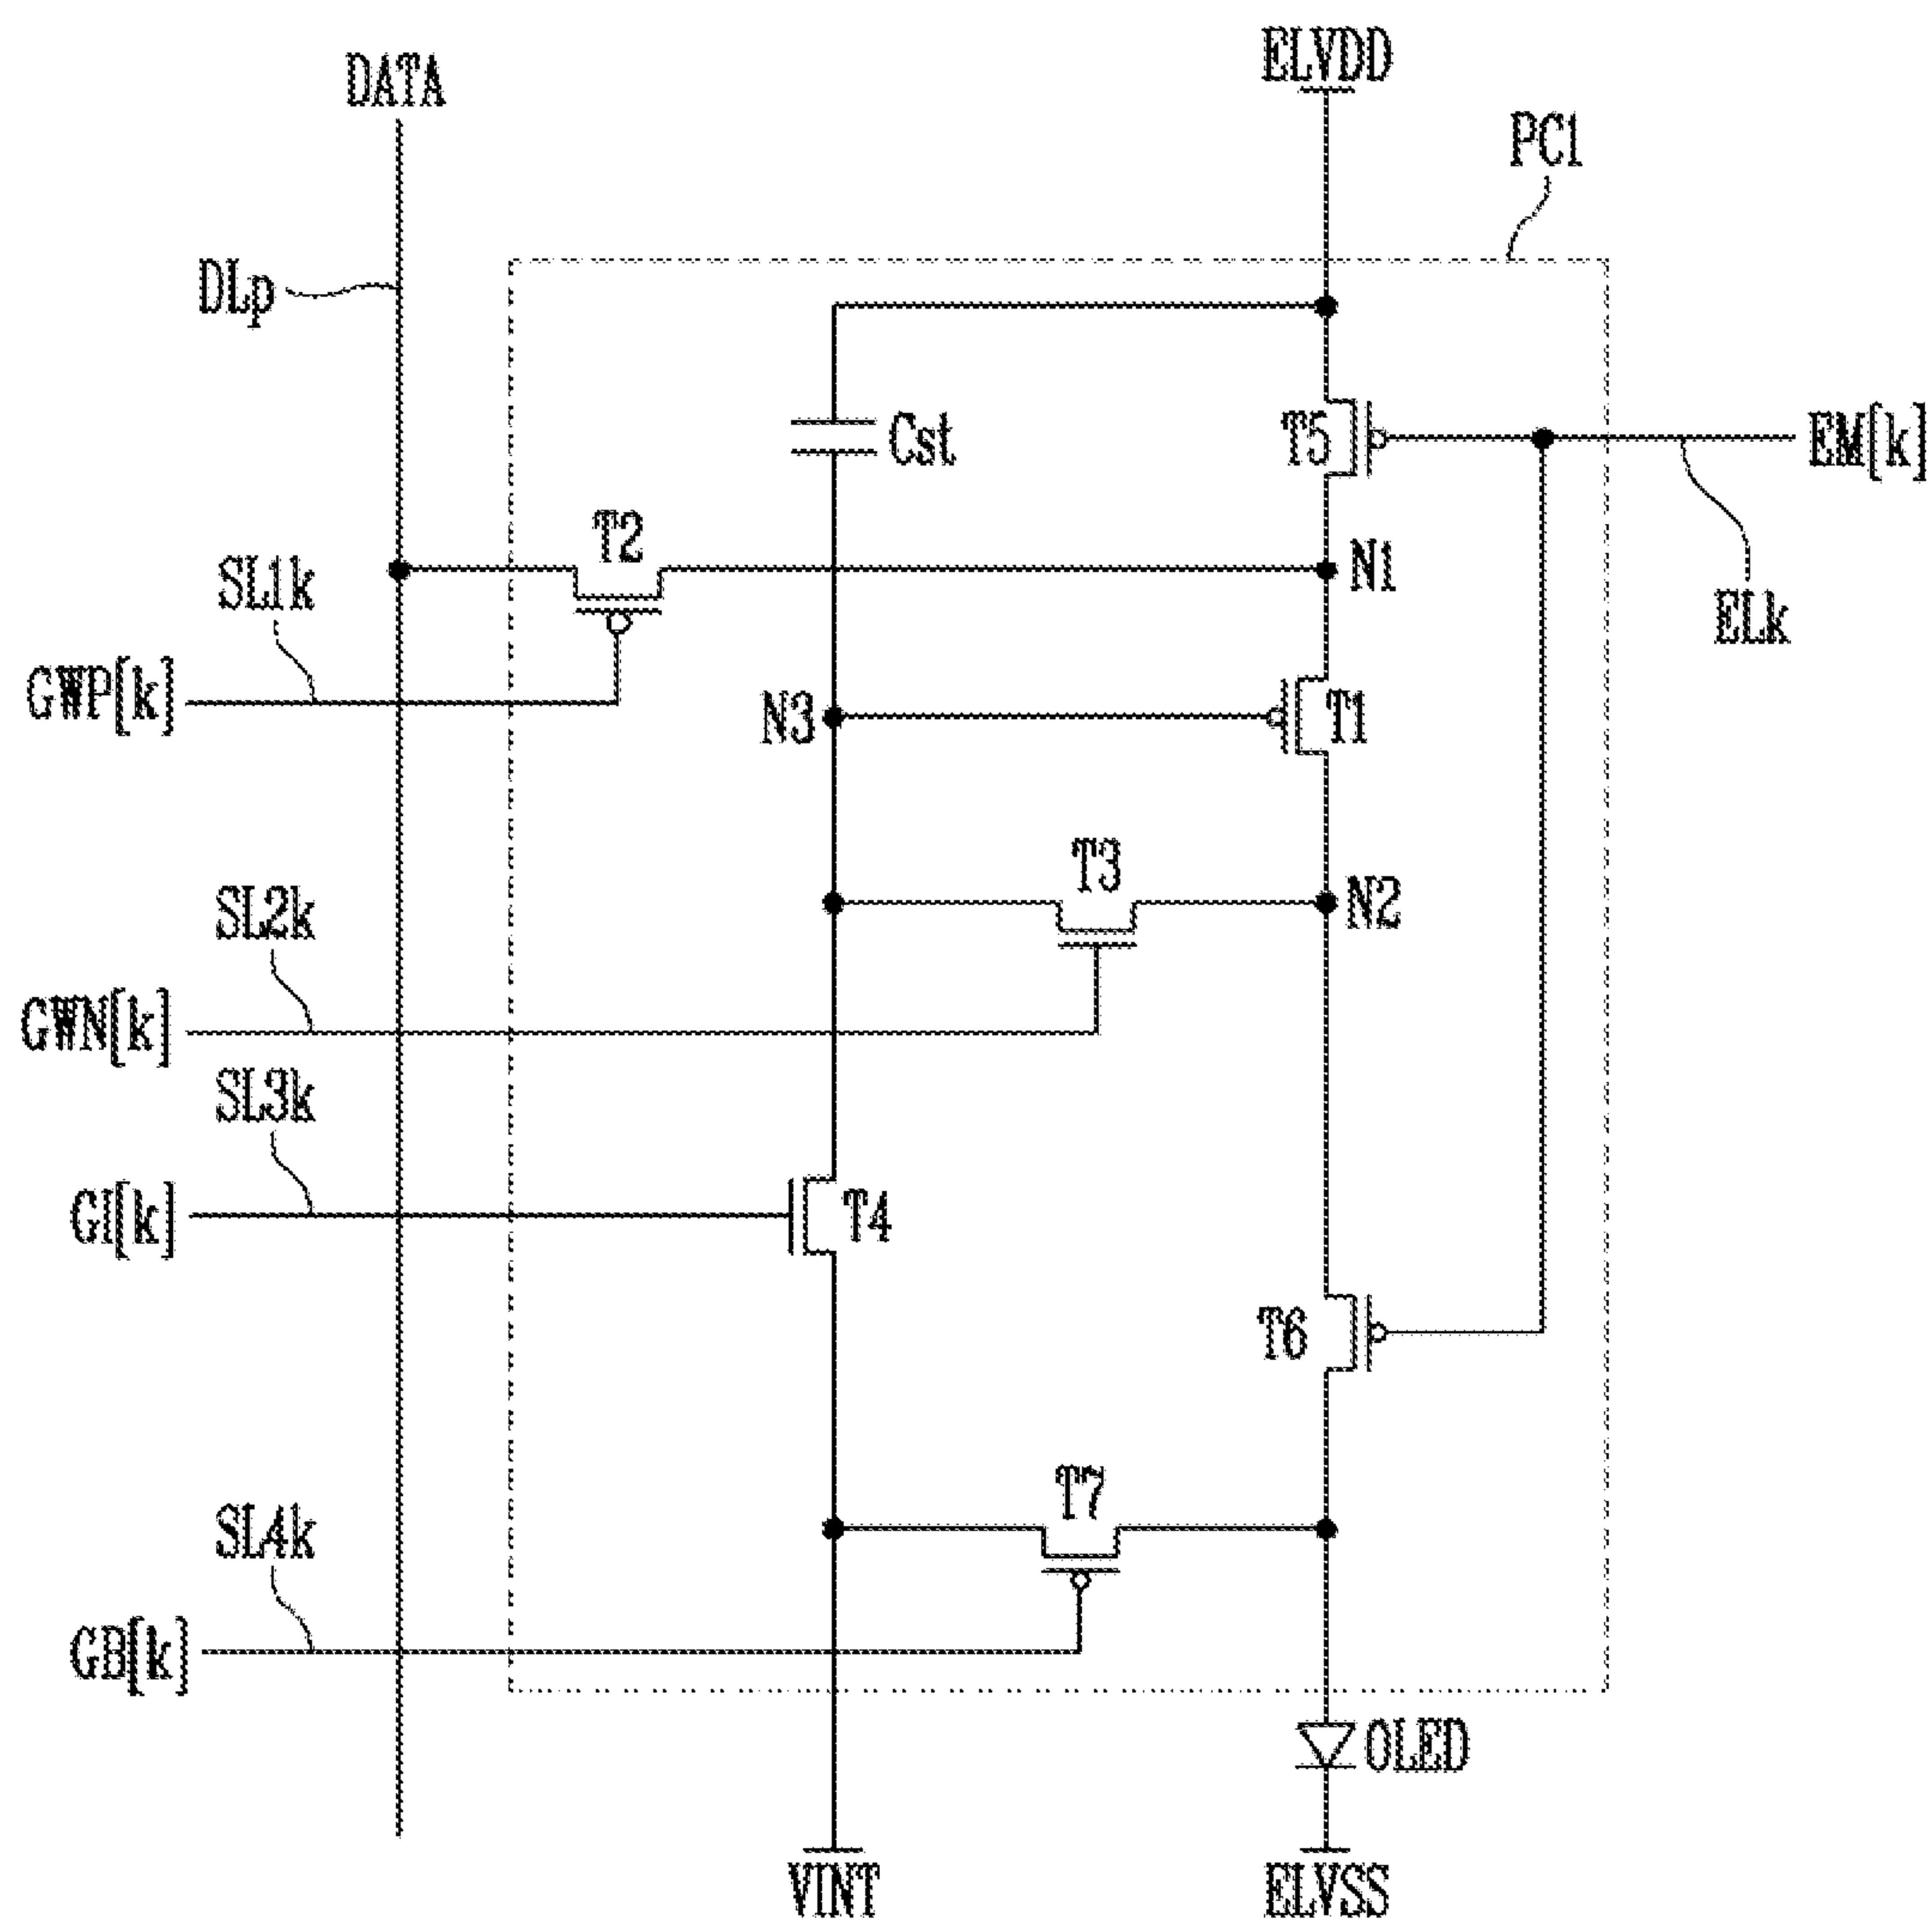 ELVDD
DATA
PC1
DLp
Cst
T5
EM[k]
T2
N1
SL1k
ELk
GWP[k]
N3
T1
T3
N2
SL2k
GWN[k]
SL3k
GI[k]
T4
T6
T7
SL4k
GB[k]
OLED
VINT
ELVSS